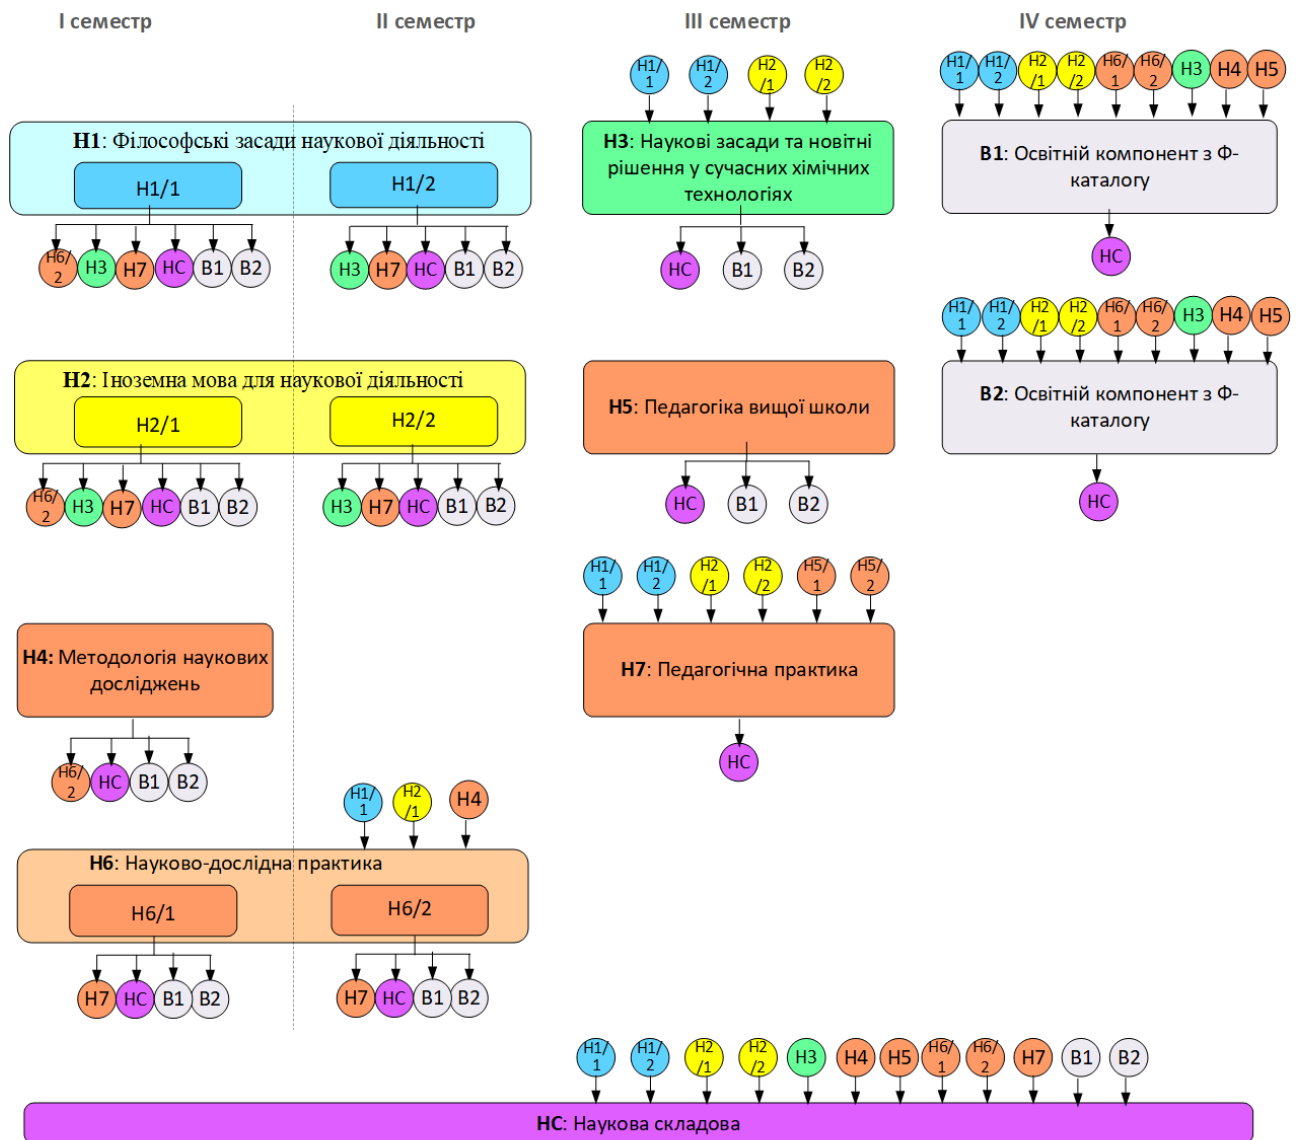 I семестр
II семестр
III семестр
IV семестр
Н1/
1
Н1/
2
Н2
/1
Н2
/2
Н1/
1
Н1/
2
Н2
/1
Н2
/2
Н6/
1
Н6/
2
Н3
Н4
Н5
Н1: Філософські засади наукової діяльності
Н1/1
Н1/2
Н3: Наукові засади та новітні
рішення у сучасних хімічних
технологіях
В1: Освітній компонент з Ф-
каталогу
Н6/
2
Н3
Н7
НС
В1
В2
Н3
Н7
НС
В1
В2
НС
В1
В2
НС
Н1/
1
Н1/
2
Н2
/1
Н2
/2
Н6/
1
Н6/
2
Н3
Н4
Н5
Н2: Іноземна мова для наукової діяльності
Н2/1
Н2/2
Н5: Педагогіка вищої школи
В2: Освітній компонент з Ф-
каталогу
Н6/
2
Н3
Н7
НС
В1
В2
Н3
Н7
НС
В1
В2
НС
В1
В2
НС
Н1/
1
Н1/
2
Н2
/1
Н2
/2
Н5/
1
Н5/
2
Н4: Методологія наукових
досліджень
Н7: Педагогічна практика
Н6/
2
НС
В1
В2
НС
Н1/
1
Н2
/1
Н4
Н6: Науково-дослідна практика
Н6/1
Н6/2
Н7
НС
В1
В2
Н7
НС
В1
В2
Н1/
1
Н1/
2
Н2
/1
Н2
/2
Н3
Н4
Н5
Н6/
1
Н6/
2
Н7
В1
В2
НС: Наукова складова